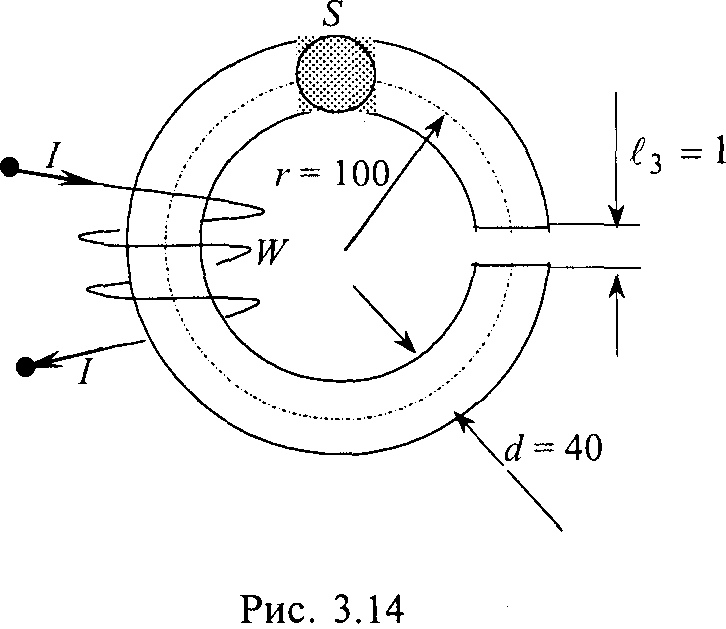 S
I
r = 100
ℓ₃ = 1
W
I
d = 40
Рис. 3.14